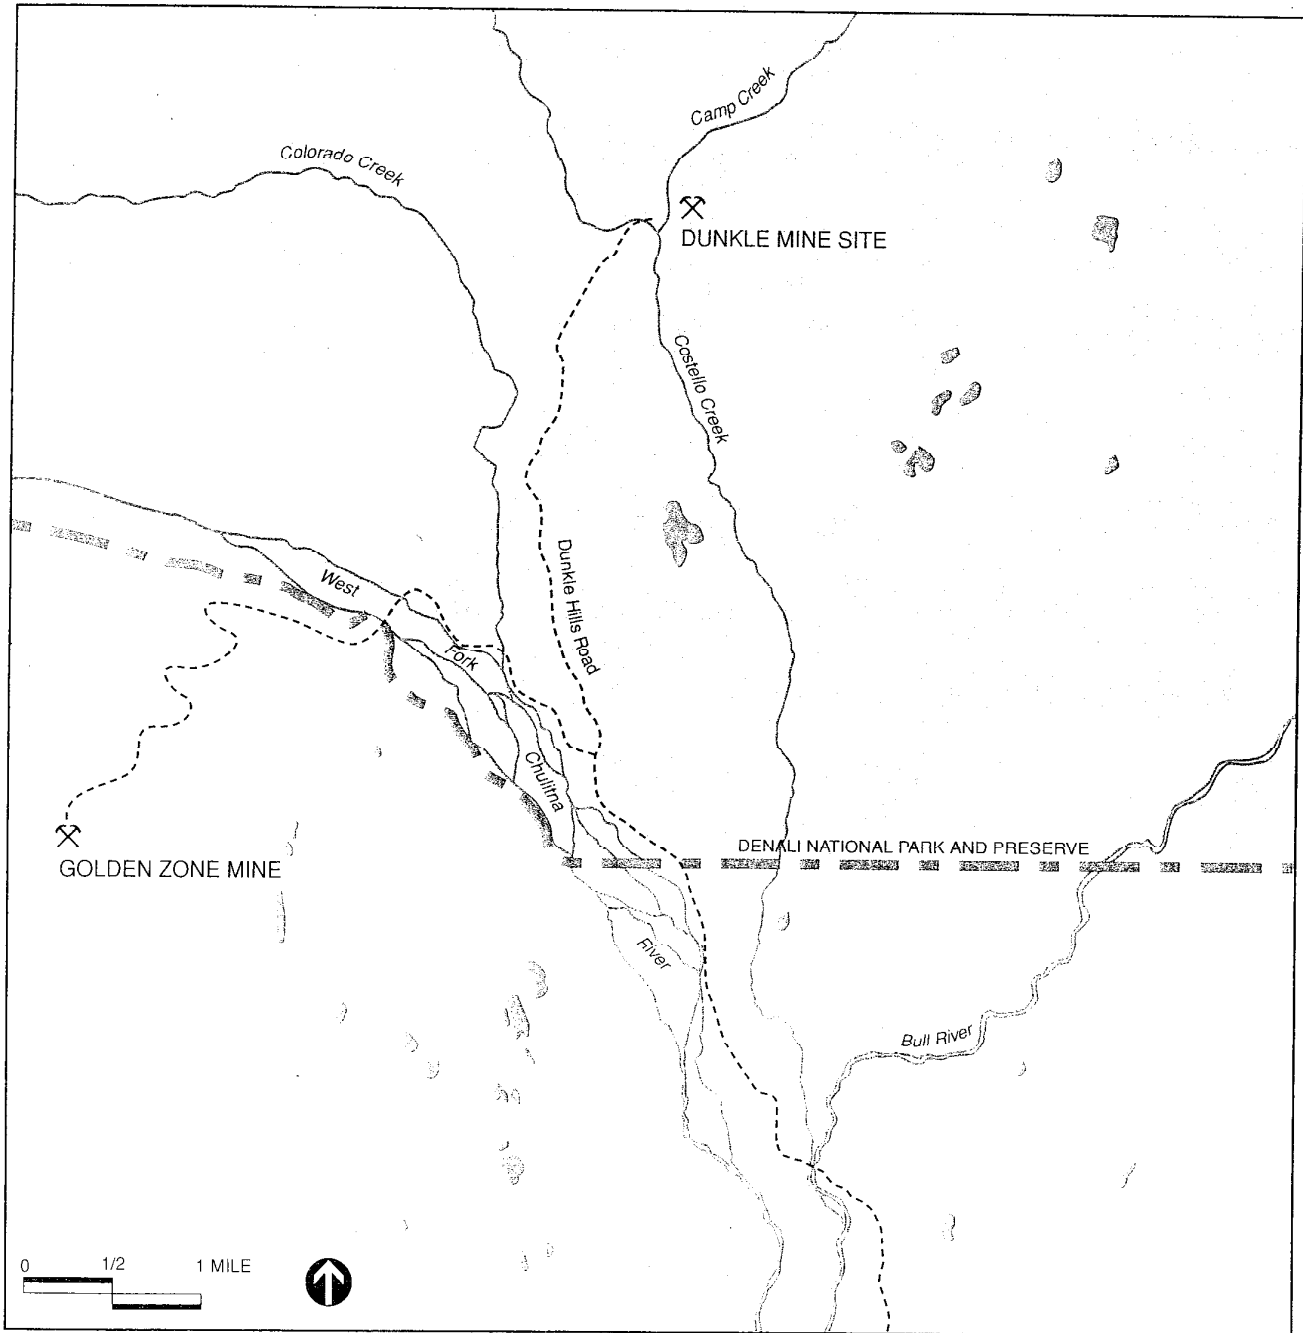 Camp Creek
Colorado Creek
DUNKLE MINE SITE
Costello Creek
Dunkle Hills Road
West
Fork
Chulitna
River
DENALI NATIONAL PARK AND PRESERVE
GOLDEN ZONE MINE
Bull River
0 1/2 1 MILE